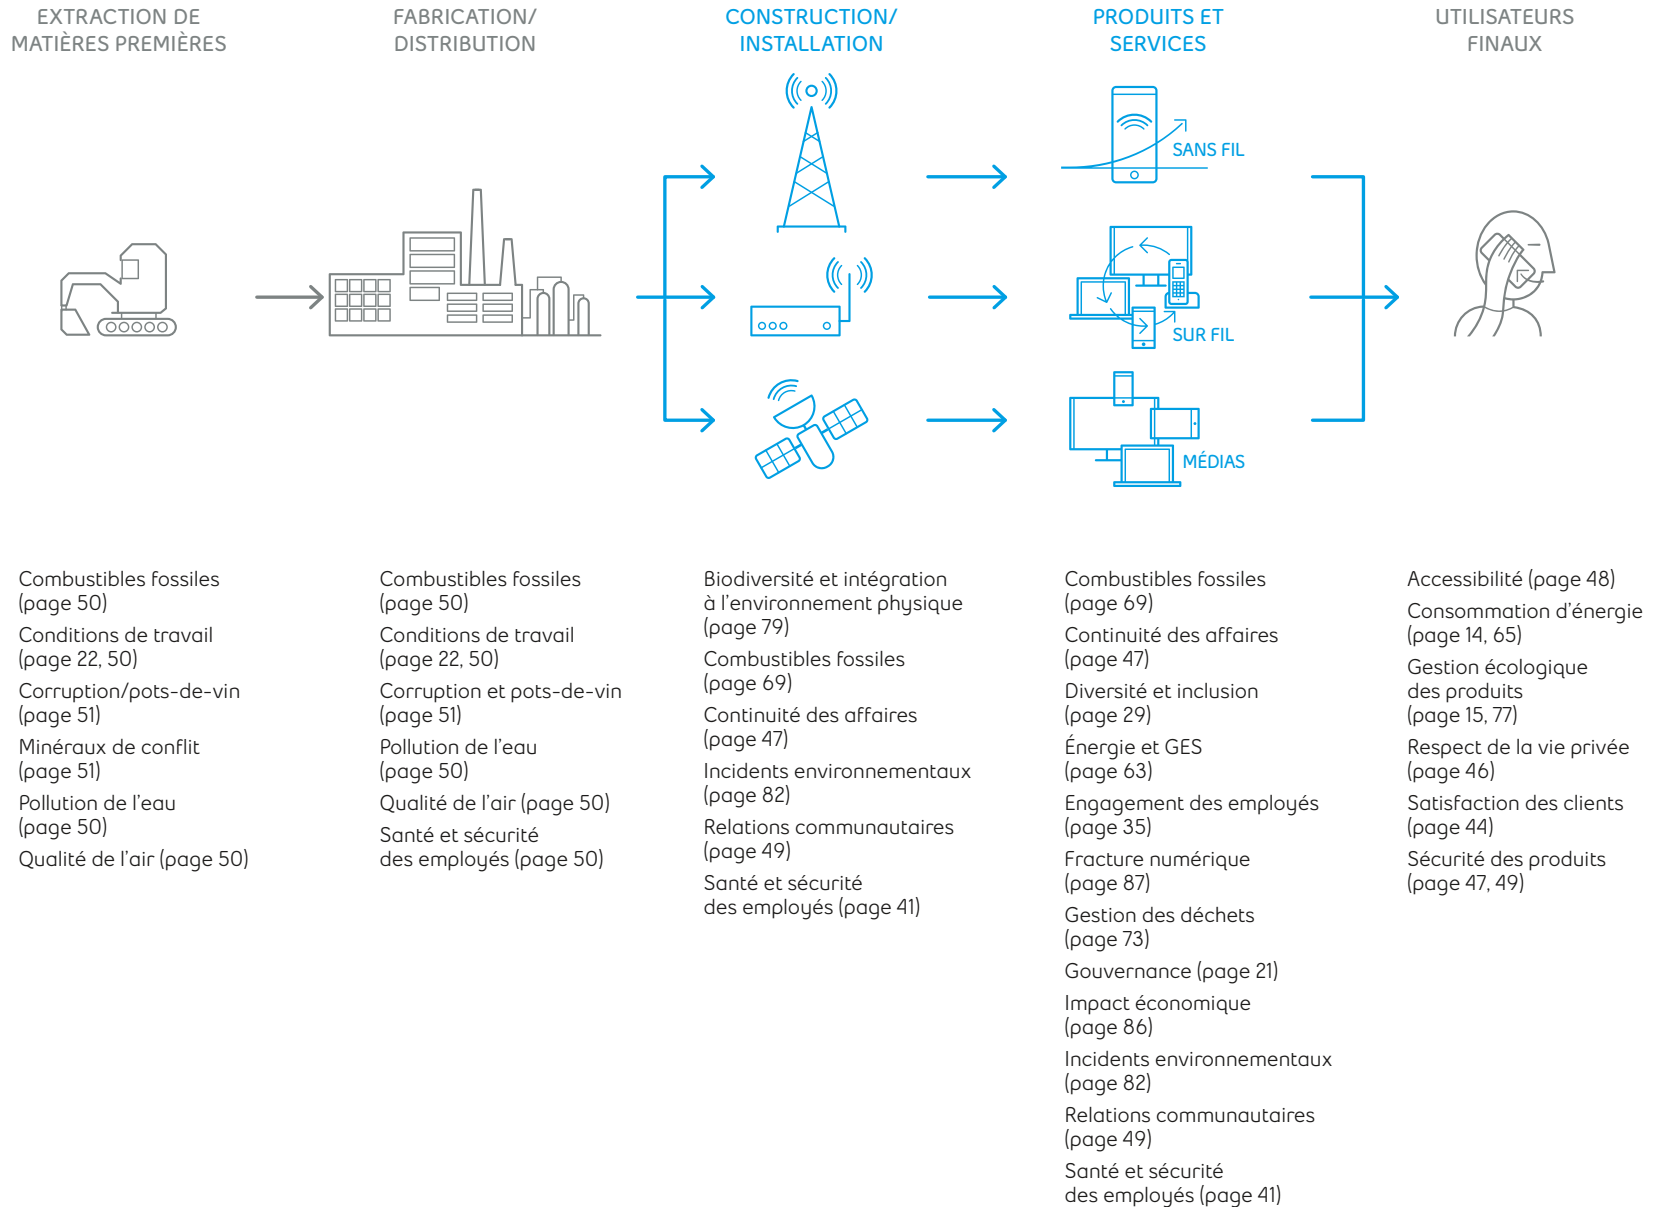 EXTRACTION DE
MATIÈRES PREMIÈRES
FABRICATION/
DISTRIBUTION
CONSTRUCTION/
INSTALLATION
PRODUITS ET
SERVICES
UTILISATEURS
FINAUX
SANS FIL
SUR FIL
MÉDIAS
Combustibles fossiles
(page 50)
Conditions de travail
(page 22, 50)
Corruption/pots-de-vin
(page 51)
Minéraux de conflit
(page 51)
Pollution de l'eau
(page 50)
Qualité de l'air (page 50)
Combustibles fossiles
(page 50)
Conditions de travail
(page 22, 50)
Corruption et pots-de-vin
(page 51)
Pollution de l'eau
(page 50)
Qualité de l'air (page 50)
Santé et sécurité
des employés (page 50)
Biodiversité et intégration
à l'environnement physique
(page 79)
Combustibles fossiles
(page 69)
Continuité des affaires
(page 47)
Incidents environnementaux
(page 82)
Relations communautaires
(page 49)
Santé et sécurité
des employés (page 41)
Combustibles fossiles
(page 69)
Continuité des affaires
(page 47)
Diversité et inclusion
(page 29)
Énergie et GES
(page 63)
Engagement des employés
(page 35)
Fracture numérique
(page 87)
Gestion des déchets
(page 73)
Gouvernance (page 21)
Impact économique
(page 86)
Incidents environnementaux
(page 82)
Relations communautaires
(page 49)
Santé et sécurité
des employés (page 41)
Accessibilité (page 48)
Consommation d'énergie
(page 14, 65)
Gestion écologique
des produits
(page 15, 77)
Respect de la vie privée
(page 46)
Satisfaction des clients
(page 44)
Sécurité des produits
(page 47, 49)